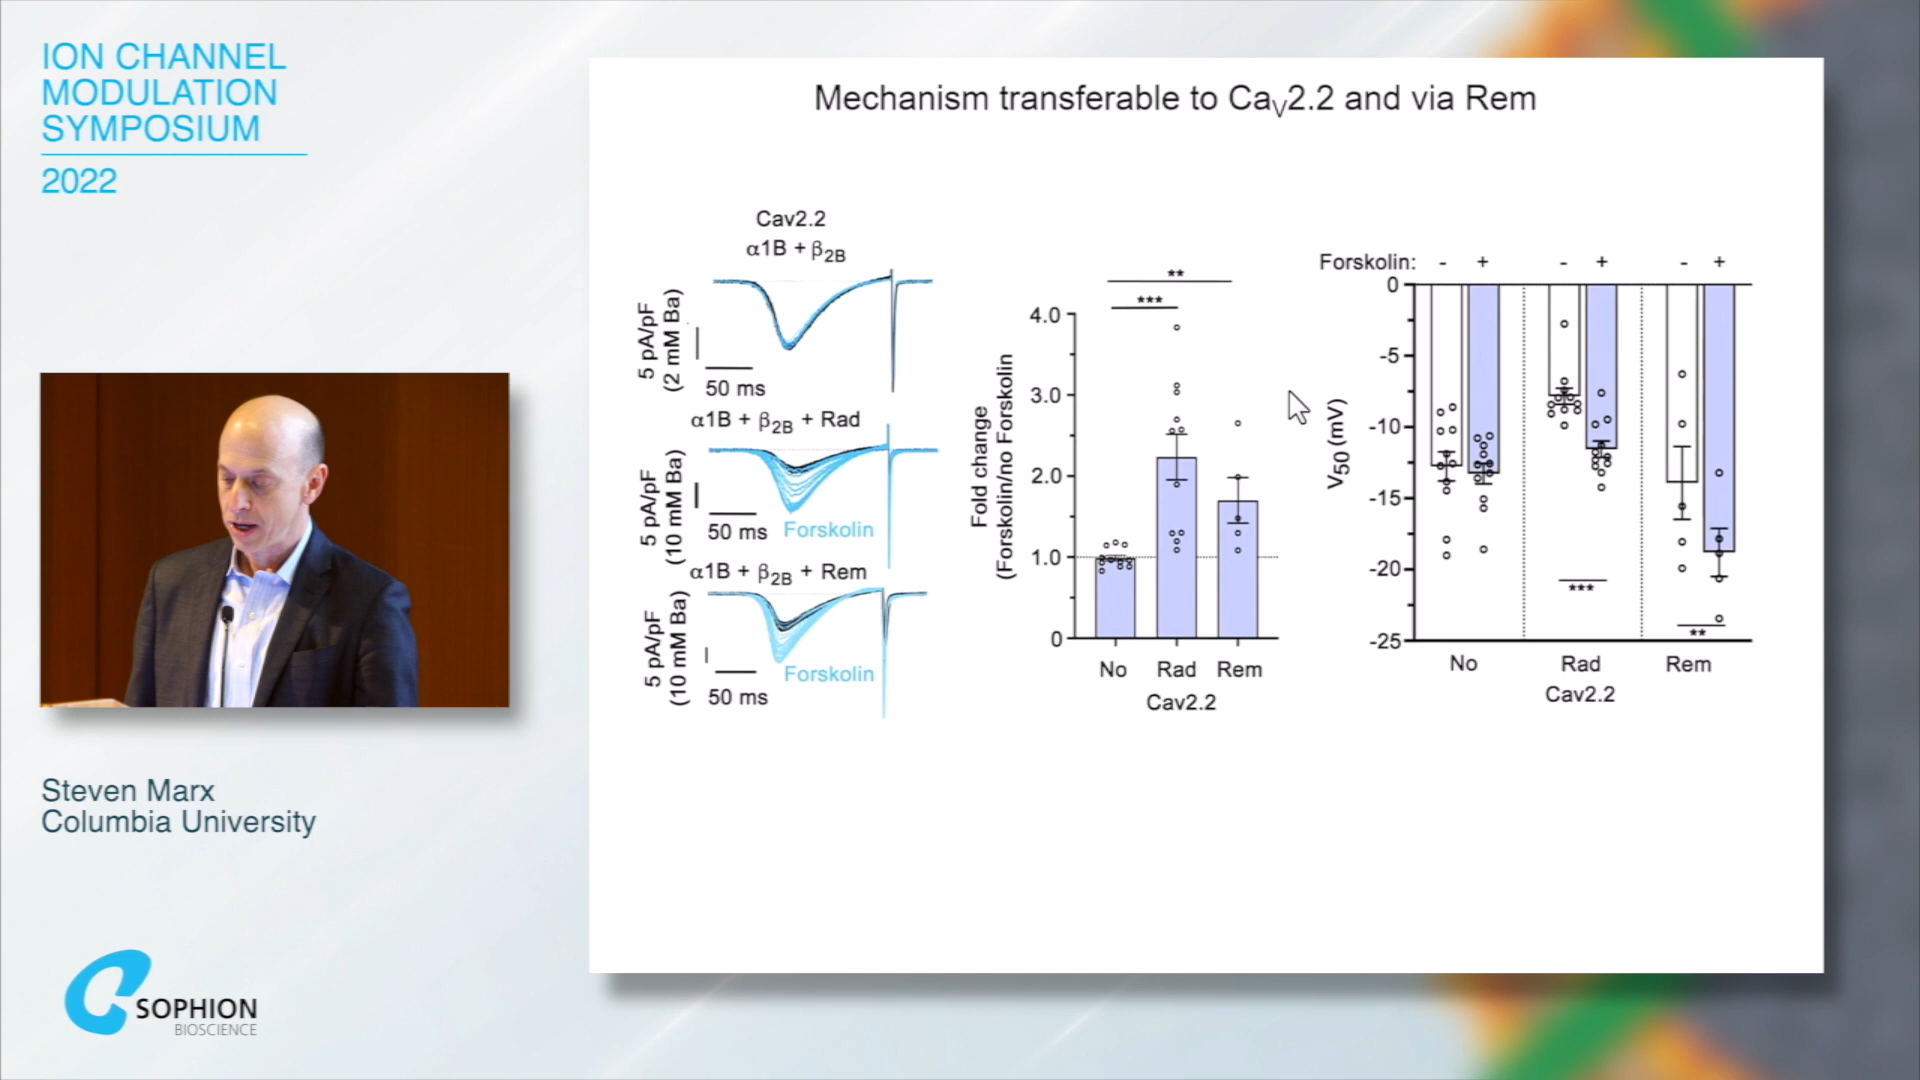 ION CHANNEL
MODULATION
SYMPOSIUM
2022
Steven Marx
Columbia University
SOPHION
BIOSCIENCE
Mechanism transferable to CaV2.2 and via Rem
Cav2.2
α1B + β2B
5 pA/pF
(2 mM Ba)
50 ms
α1B + β2B + Rad
5 pA/pF
(10 mM Ba)
50 ms
Forskolin
α1B + β2B + Rem
5 pA/pF
(10 mM Ba)
50 ms
Forskolin
**
***
Fold change
(Forskolin/no Forskolin
4.0
3.0
2.0
1.0
0
No Rad Rem
Cav2.2
Forskolin: - + - + - +
V50 (mV)
0
-5
-10
-15
-20
-25
***
**
No Rad Rem
Cav2.2